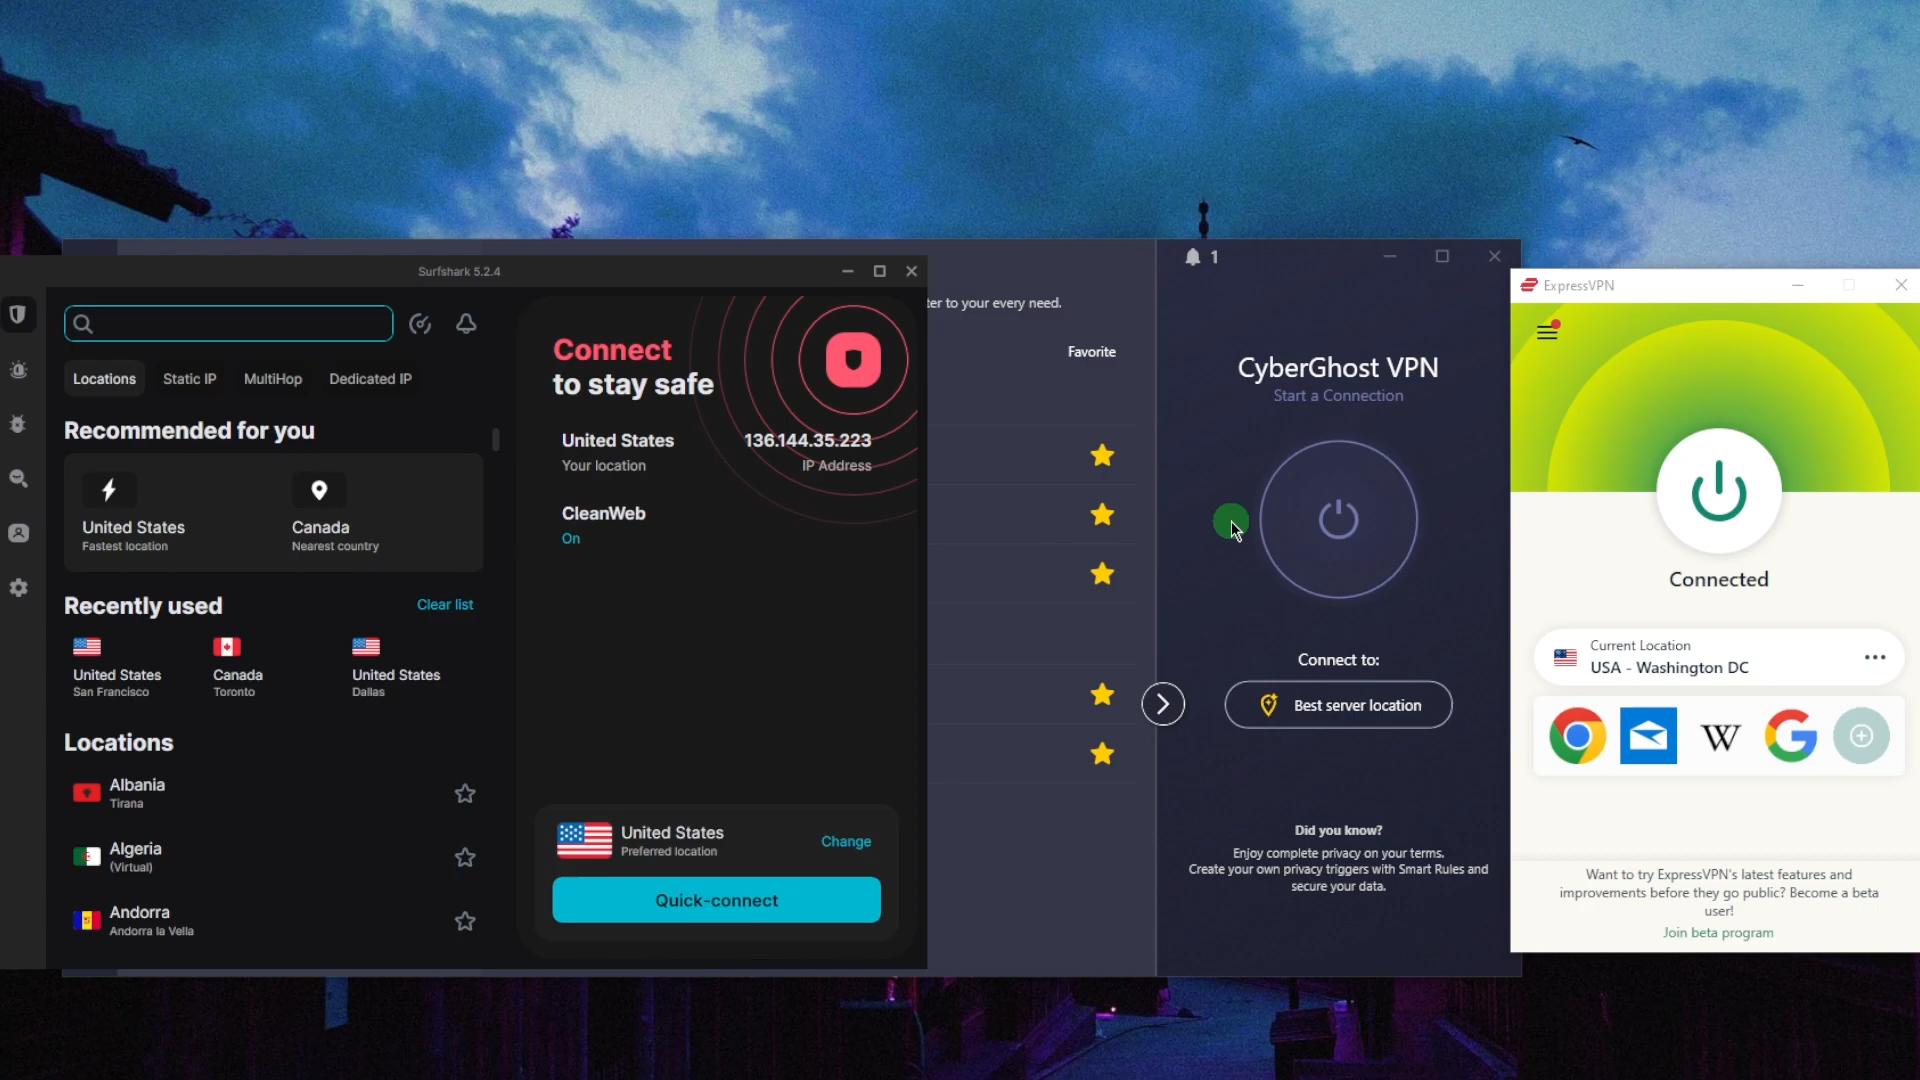 Surfshark 5.2.4
Locations
Static IP
MultiHop
Dedicated IP
Recommended for you
United States
Fastest location
Canada
Nearest country
Recently used
Clear list
United States
San Francisco
Canada
Toronto
United States
Dallas
Locations
Albania
Tirana
Algeria
(Virtual)
Andorra
Andorra la Vella
Connect
to stay safe
United States
136.144.35.223
Your location
IP Address
CleanWeb
On
United States
Preferred location
Change
Quick-connect
ter to your every need.
Favorite
1
CyberGhost VPN
Start a Connection
Connect to:
Best server location
Did you know?
Enjoy complete privacy on your terms.
Create your own privacy triggers with Smart Rules and
secure your data.
ExpressVPN
Connected
Current Location
USA - Washington DC
W
G
Want to try ExpressVPN's latest features and
improvements before they go public? Become a beta
user!
Join beta program